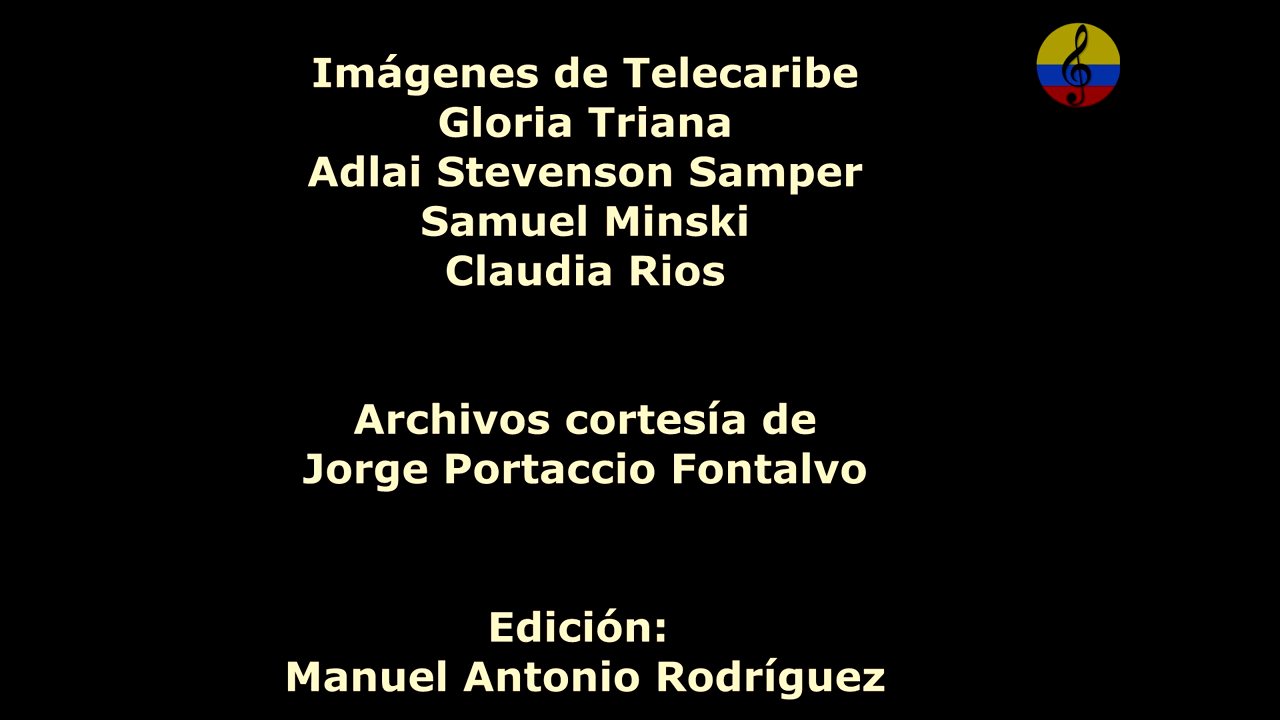 Imágenes de Telecaribe
Gloria Triana
Adlai Stevenson Samper
Samuel Minski
Claudia Rios
Archivos cortesía de
Jorge Portaccio Fontalvo
Edición:
Manuel Antonio Rodríguez